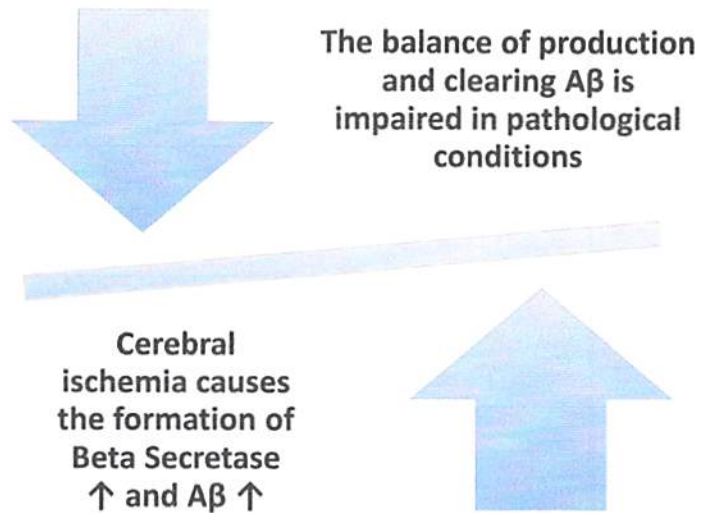 The balance of production
and clearing Aβ is
impaired in pathological
conditions
Cerebral
ischemia causes
the formation of
Beta Secretase
↑ and Aβ ↑